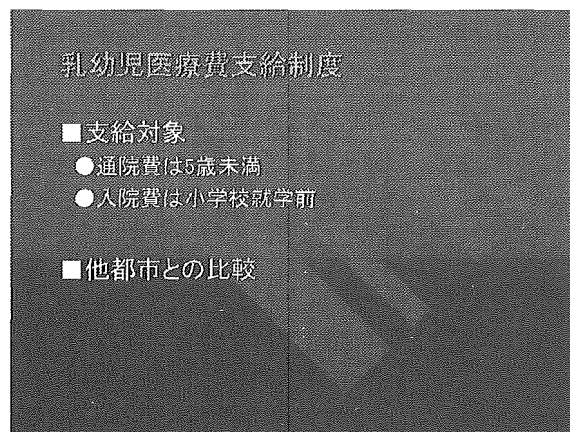 乳幼児医療費支給制度
■支給対象
●通院費は5歳未満
●入院費は小学校就学前
■他都市との比較